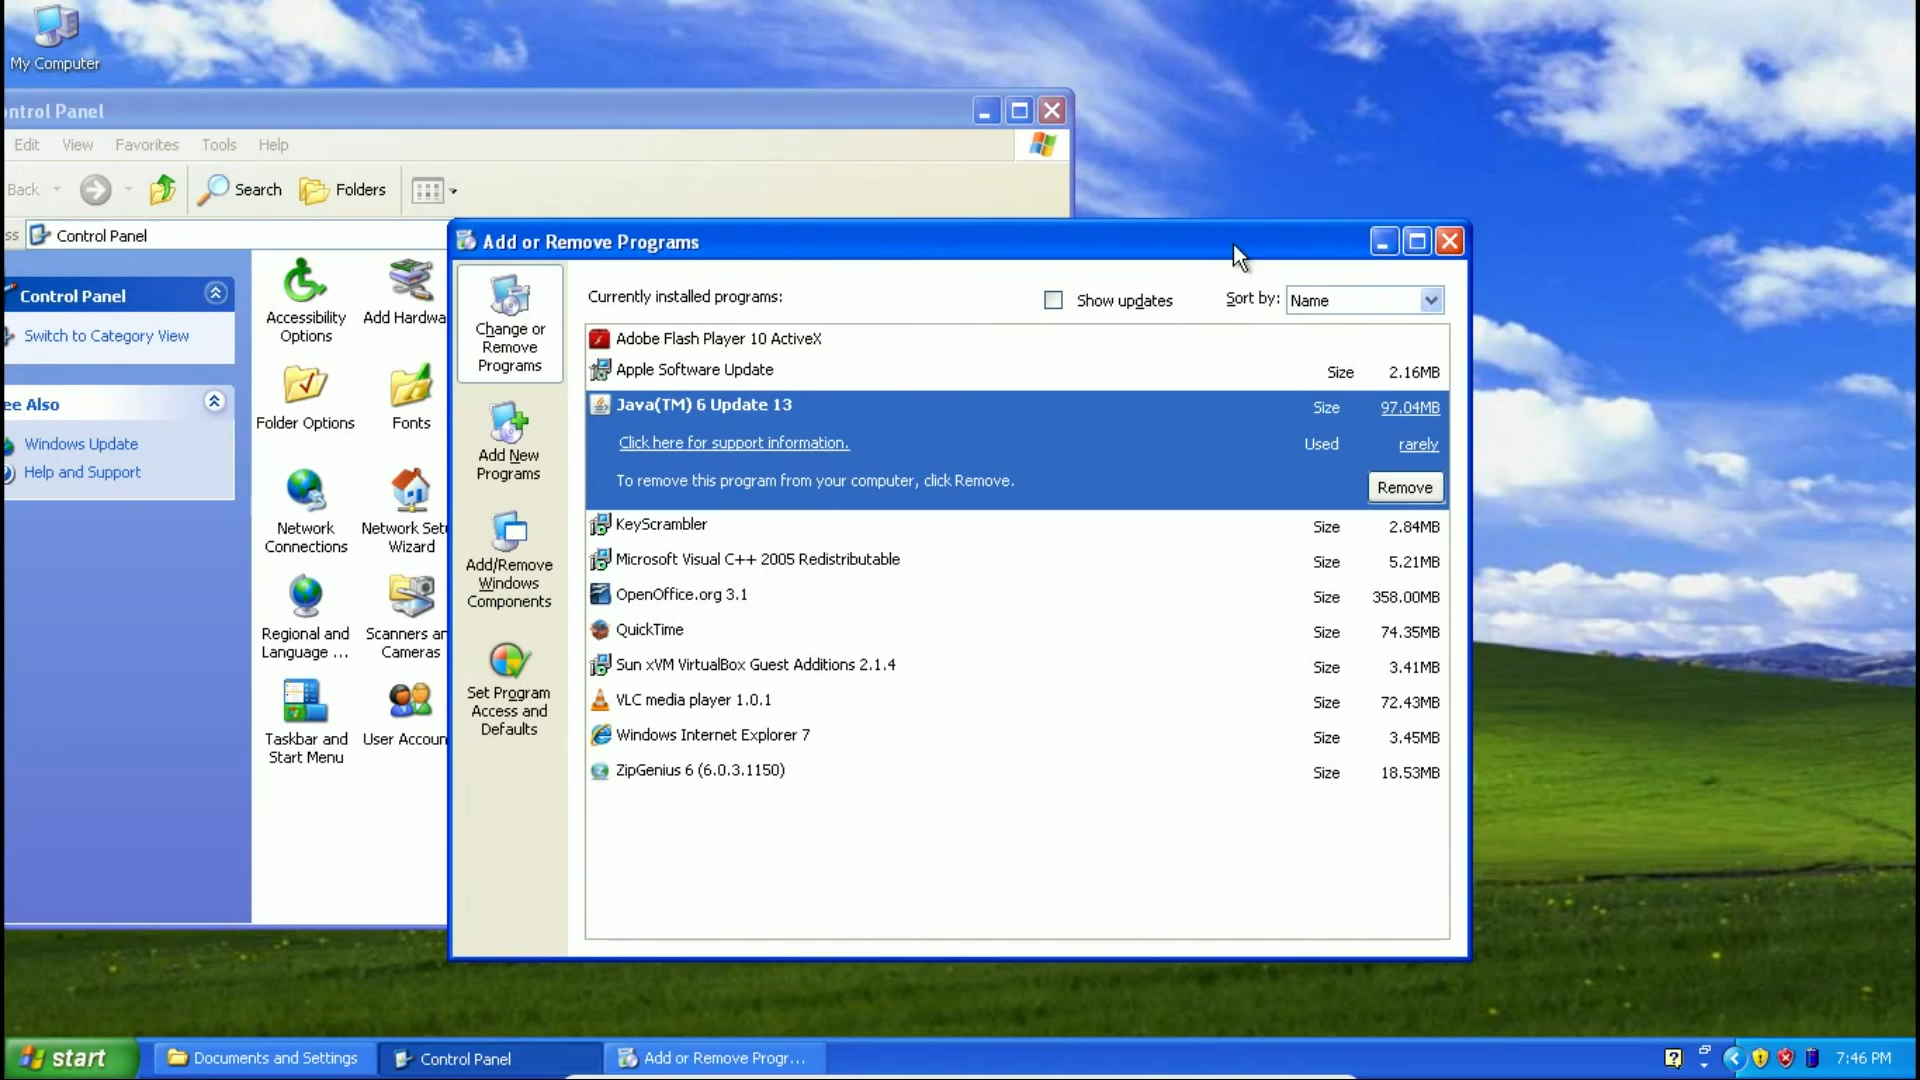 My Computer
ontrol Panel
Edit View Favorites Tools Help
Back Search Folders
ss Control Panel
Control Panel
Switch to Category View
ee Also
Windows Update
Help and Support
Accessibility
Options
Add Hardwa
Folder Options
Fonts
Network
Connections
Network Set
Wizard
Regional and
Language ...
Scanners an
Cameras
Taskbar and
Start Menu
User Accoun
Add or Remove Programs
Change or
Remove
Programs
Add New
Programs
Add/Remove
Windows
Components
Set Program
Access and
Defaults
Currently installed programs: Show updates Sort by: Name
Adobe Flash Player 10 ActiveX
Apple Software Update Size 2.16MB
Java(TM) 6 Update 13 Size 97.04MB
Click here for support information. Used rarely
To remove this program from your computer, click Remove. Remove
KeyScrambler Size 2.84MB
Microsoft Visual C++ 2005 Redistributable Size 5.21MB
OpenOffice.org 3.1 Size 358.00MB
QuickTime Size 74.35MB
Sun xVM VirtualBox Guest Additions 2.1.4 Size 3.41MB
VLC media player 1.0.1 Size 72.43MB
Windows Internet Explorer 7 Size 3.45MB
ZipGenius 6 (6.0.3.1150) Size 18.53MB
start Documents and Settings Control Panel Add or Remove Progr... 7:46 PM